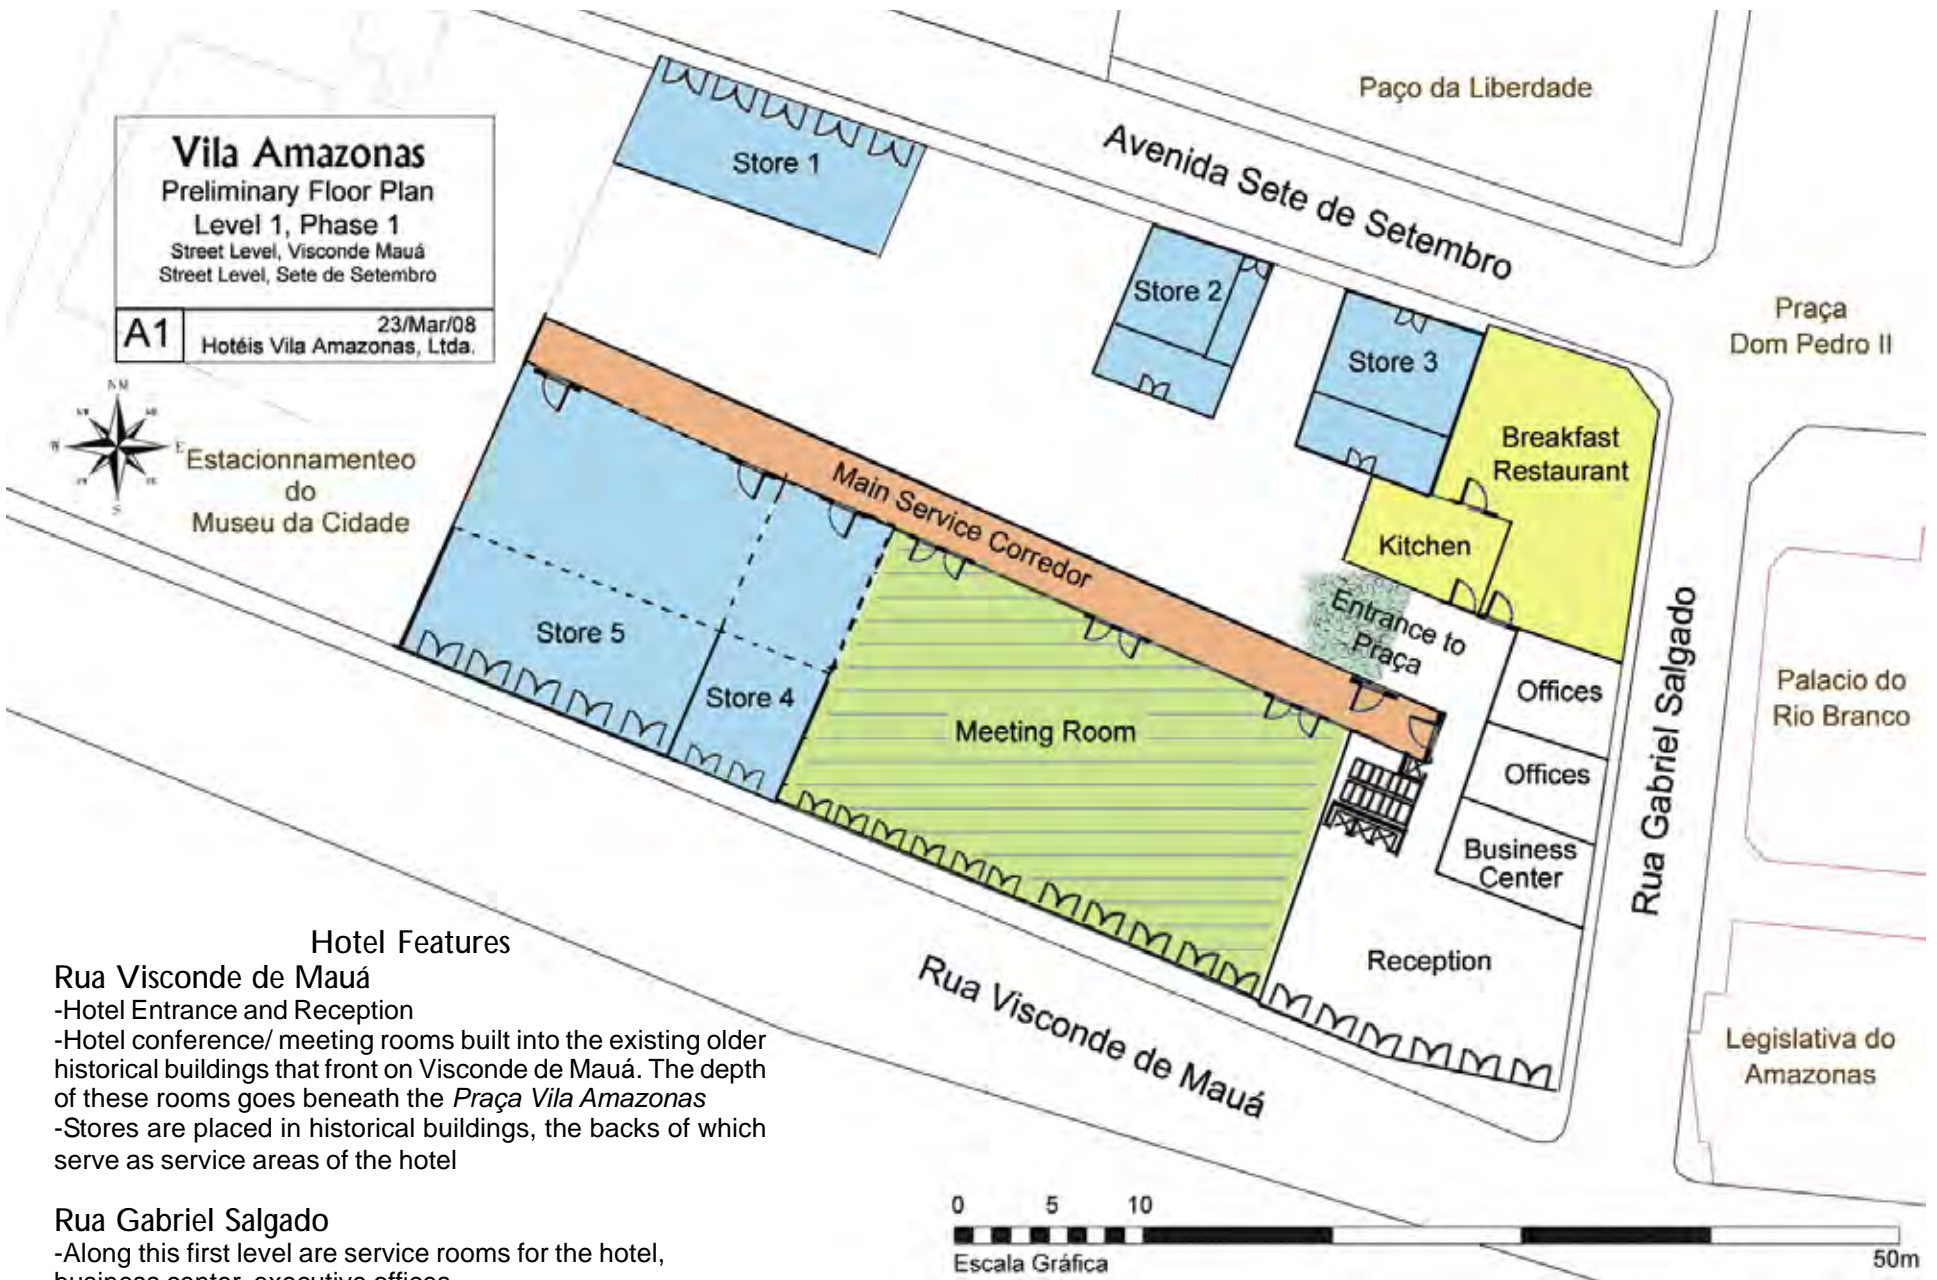 Vila Amazonas
Preliminary Floor Plan
Level 1, Phase 1
Street Level, Visconde Mauá
Street Level, Sete de Setembro
A1
23/Mar/08
Hotéis Vila Amazonas, Ltda.
NM
W
E
S
Estacionnamenteo
do
Museu da Cidade
Paço da Liberdade
Avenida Sete de Setembro
Praça
Dom Pedro II
Store 1
Store 2
Store 3
Breakfast
Restaurant
Kitchen
Main Service Corredor
Entrance to
Praça
Store 5
Store 4
Meeting Room
Offices
Offices
Business
Center
Reception
Rua Gabriel Salgado
Palacio do
Rio Branco
Legislativa do
Amazonas
Rua Visconde de Mauá
Hotel Features
Rua Visconde de Mauá
-Hotel Entrance and Reception
-Hotel conference/ meeting rooms built into the existing older
historical buildings that front on Visconde de Mauá. The depth
of these rooms goes beneath the Praça Vila Amazonas
-Stores are placed in historical buildings, the backs of which
serve as service areas of the hotel
Rua Gabriel Salgado
-Along this first level are service rooms for the hotel,
business center, executive offices
0 5 10
50m
Escala Gráfica